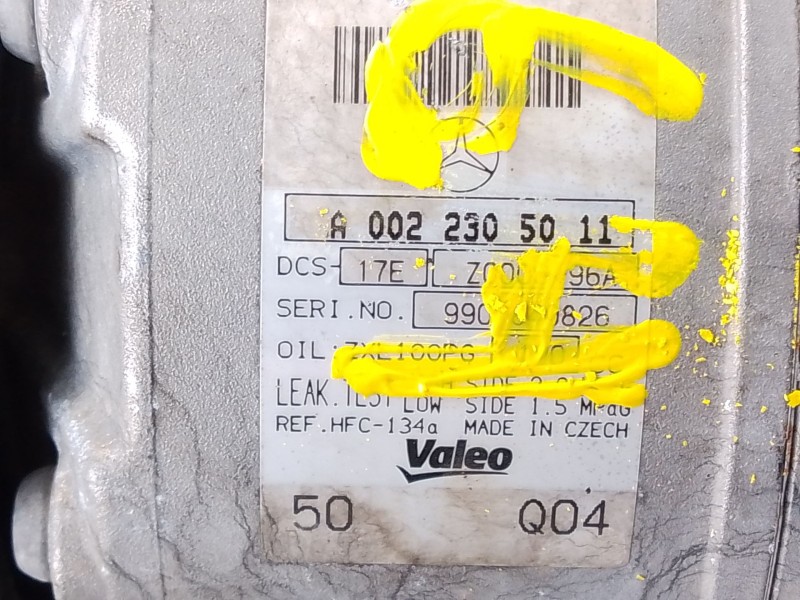 A 002 230 50 11
DCS-17E
SERI.NO.
OIL:
LEAK.TEST LOW SIDE 1.5 MPaG
REF.HFC-134a MADE IN CZECH
Valeo
50 Q04